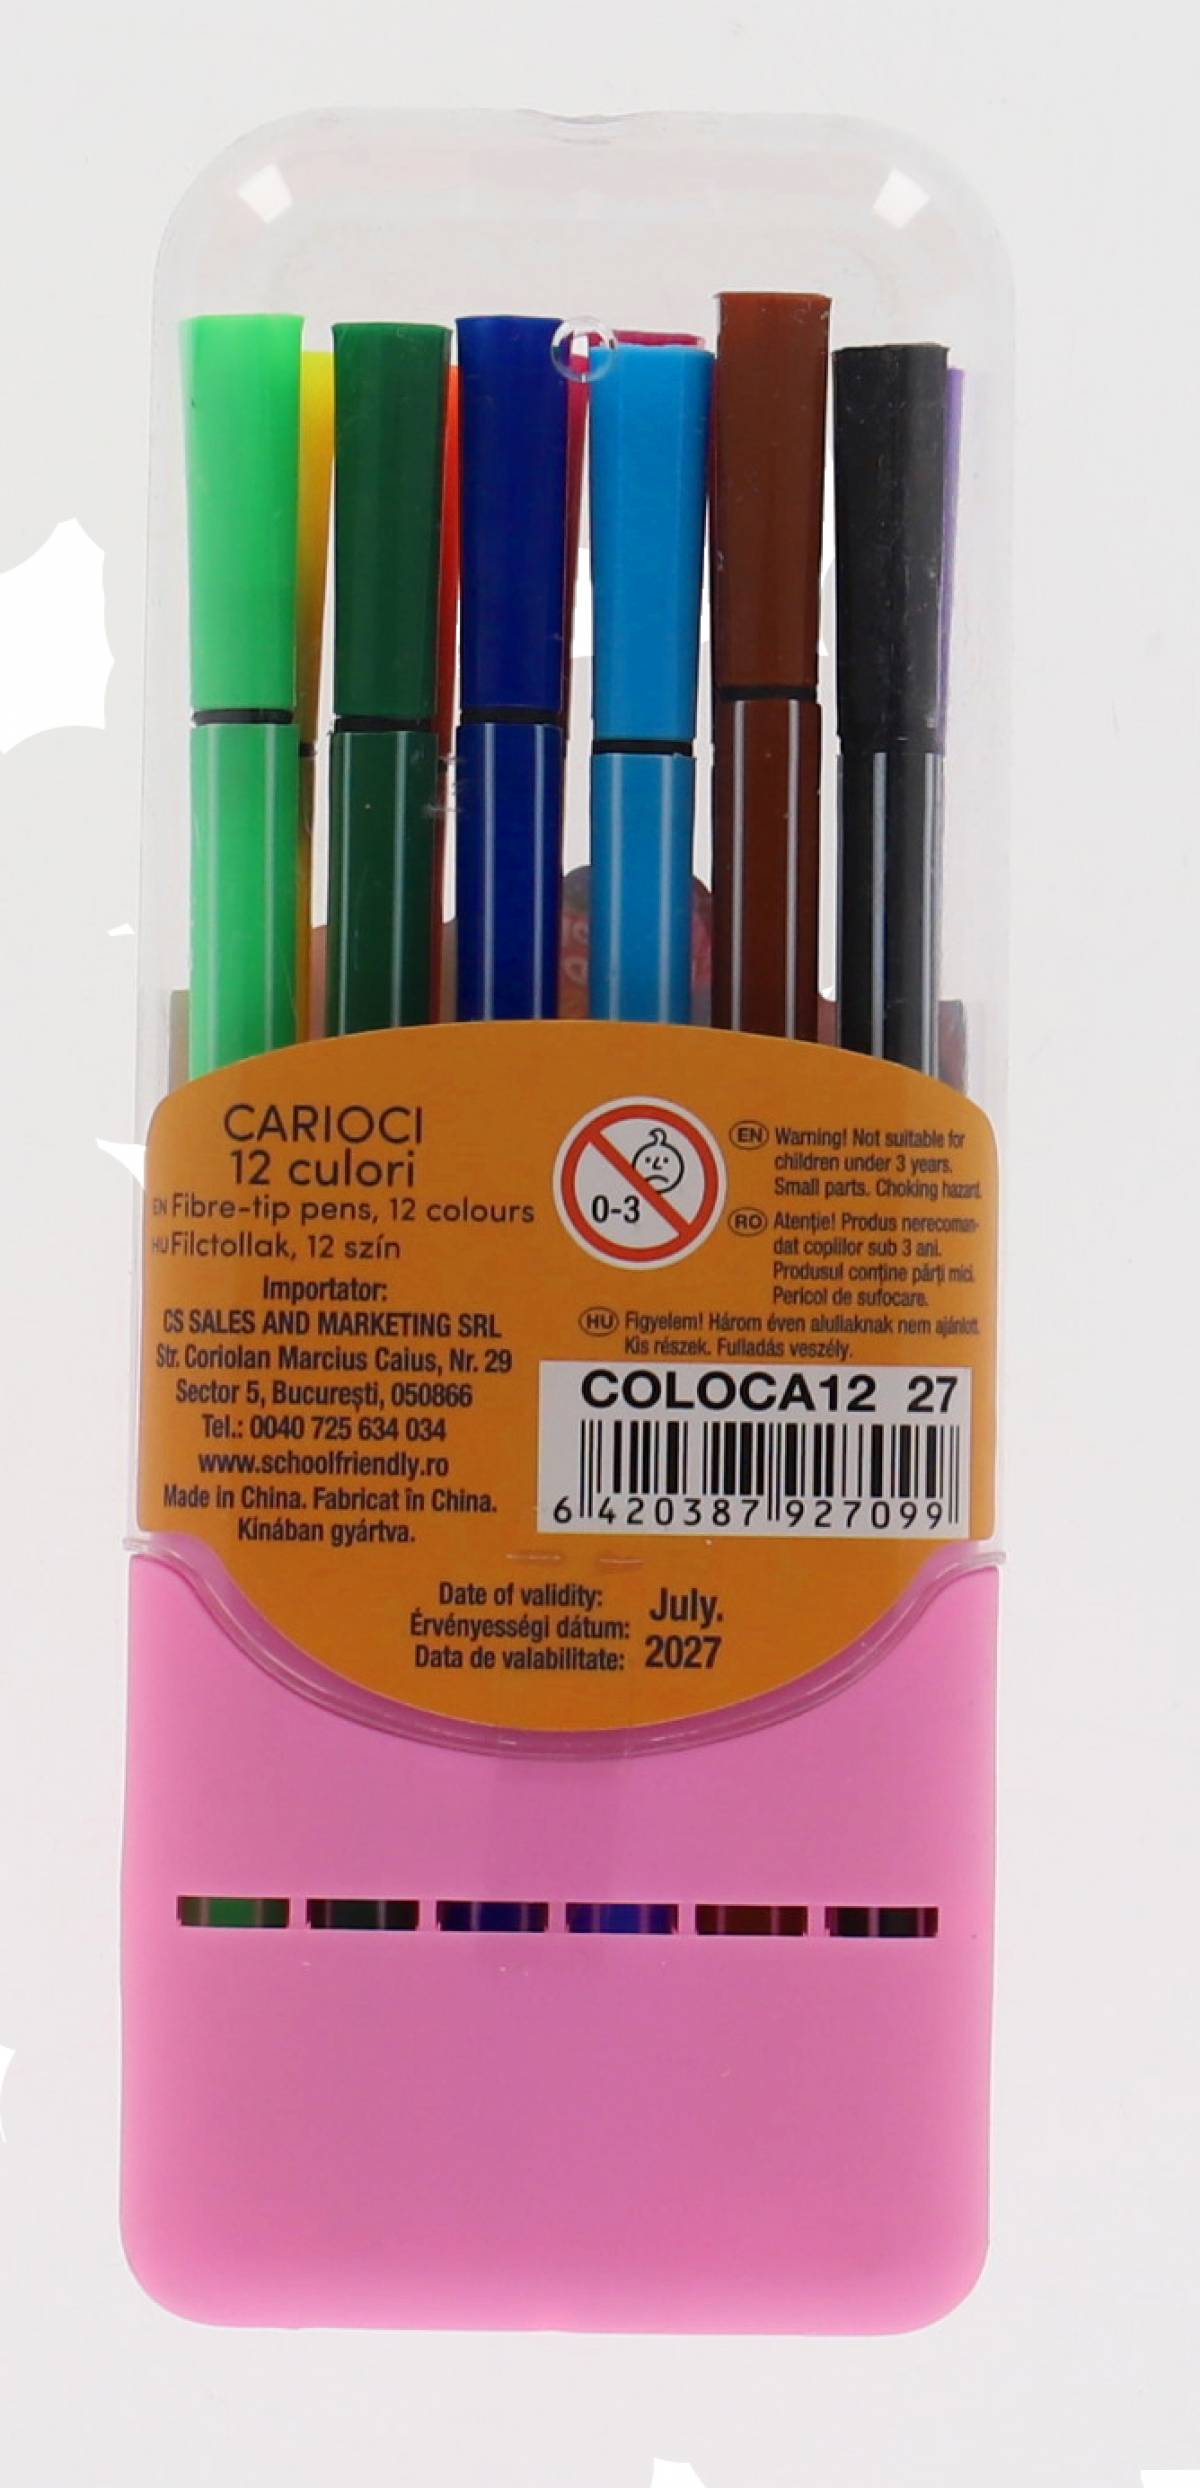 CARIOCI
12 culori
EN Fibre-tip pens, 12 colours
HU Filctollak, 12 szín
Importator:
CS SALES AND MARKETING SRL
Str. Coriolan Marcius Caius, Nr. 29
Sector 5, București, 050866
Tel.: 0040 725 634 034
www.schoolfriendly.ro
Made in China. Fabricat în China.
Kínában gyártva.
0-3
EN Warning! Not suitable for
children under 3 years.
Small parts. Choking hazard.
RO Atenție! Produs nerecoman-
dat copiilor sub 3 ani.
Produsul conține părți mici.
Pericol de sufocare.
HU Figyelem! Három éven aluliaknak nem ajánlott.
Kis részek. Fulladás veszély.
COLOCA12 27
6 420387 927099
Date of validity:
Érvényességi dátum:
Data de valabilitate:
July.
2027